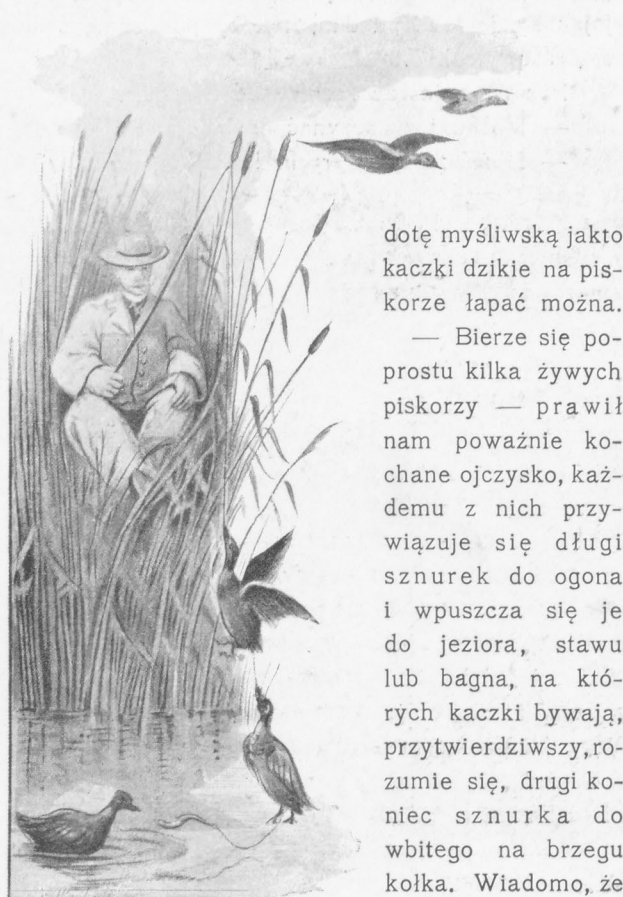 dotę myśliwską jakto
kaczki dzikie na pis-
korze łapać można.
— Bierze się po-
prostu kilka żywych
piskorzy — prawił
nam poważnie ko-
chane ojczysko, każ-
demu z nich przy-
wiązuje się długi
sznurek do ogona
i wpuszcza się je
do jeziora, stawu
lub bagna, na któ-
rych kaczki bywają,
przytwierdziwszy, ro-
zumie się, drugi ko-
niec sznurka do
wbitego na brzegu
kołka. Wiadomo, że